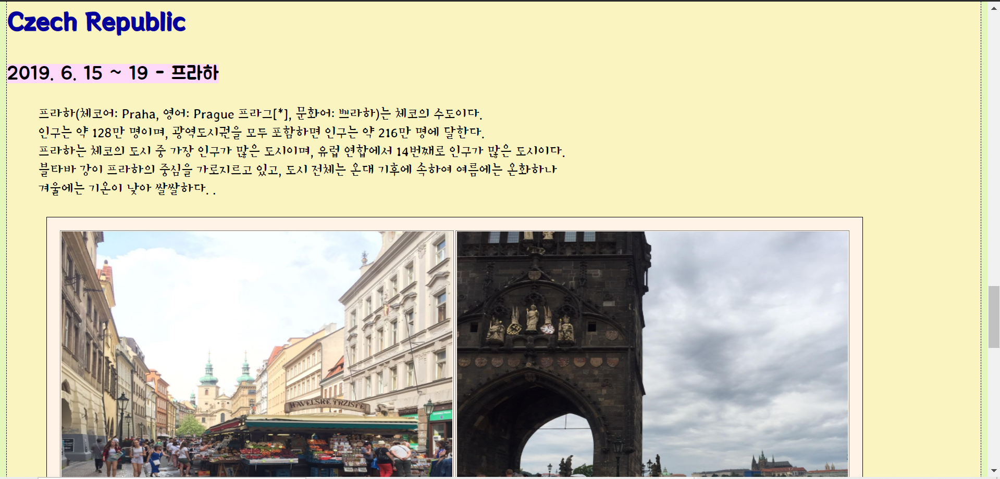 Czech Republic
2019. 6. 15 ~ 19 - 프라하
프라하(체코어: Praha, 영어: Prague 프라그[*], 문화어: 쁘라하)는 체코의 수도이다.
인구는 약 128만 명이며, 광역도시권을 모두 포함하면 인구는 약 216만 명에 달한다.
프라하는 체코의 도시 중 가장 인구가 많은 도시이며, 유럽 연합에서 14번째로 인구가 많은 도시이다.
블타바 강이 프라하의 중심을 가로지르고 있고, 도시 전체는 온대 기후에 속하여 여름에는 온화하나
겨울에는 기온이 낮아 쌀쌀하다. .
HAVELSKÉ TRŽIŠTĚ